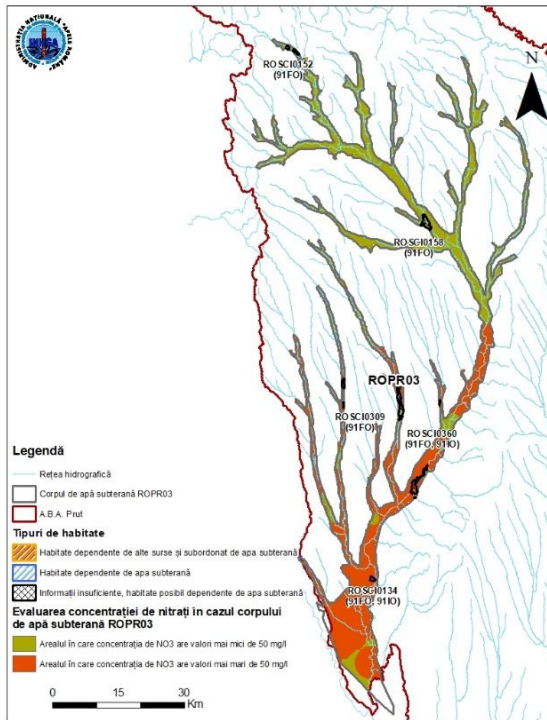 ADMINISTRAȚIA NAȚIONALĂ "APELE ROMÂNE"
N
ROSCI0152
(91FO)
ROSCI0158
(91FO)
ROPR03
ROSCI0309
(91FO)
ROSCI0360
(91FO, 91IO)
ROSCI0134
(91FO, 91IO)
Legendă
Rețea hidrografică
Corpul de apă subterană ROPR03
A.B.A. Prut
Tipuri de habitate
Habitate dependente de alte surse și subordonat de apa subterană
Habitate dependente de apa subterană
Informații insuficiente, habitate posibil dependente de apa subterană
Evaluarea concentrației de nitrați în cazul corpului
de apă subterană ROPR03
Arealul în care concentrația de NO3 are valori mai mici de 50 mg/l
Arealul în care concentrația de NO3 are valori mai mari de 50 mg/l
0 15 30
Km